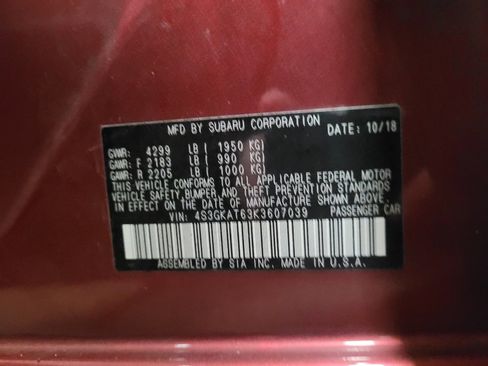 MFD BY SUBARU CORPORATION DATE: 10/18
GVWR: 4299 LB ( 1950 KG)
GAWR: F 2183 LB ( 990 KG)
GAWR: R 2205 LB ( 1000 KG)
THIS VEHICLE CONFORMS TO ALL APPLICABLE FEDERAL MOTOR
VEHICLE SAFETY,BUMPER,AND THEFT PREVENTION STANDARDS
IN EFFECT ON THE DATE OF MANUFACTURE SHOWN ABOVE.
VIN: 4S3GKAT63K3607039 PASSENGER CAR
ASSEMBLED BY SIA INC. MADE IN U.S.A.